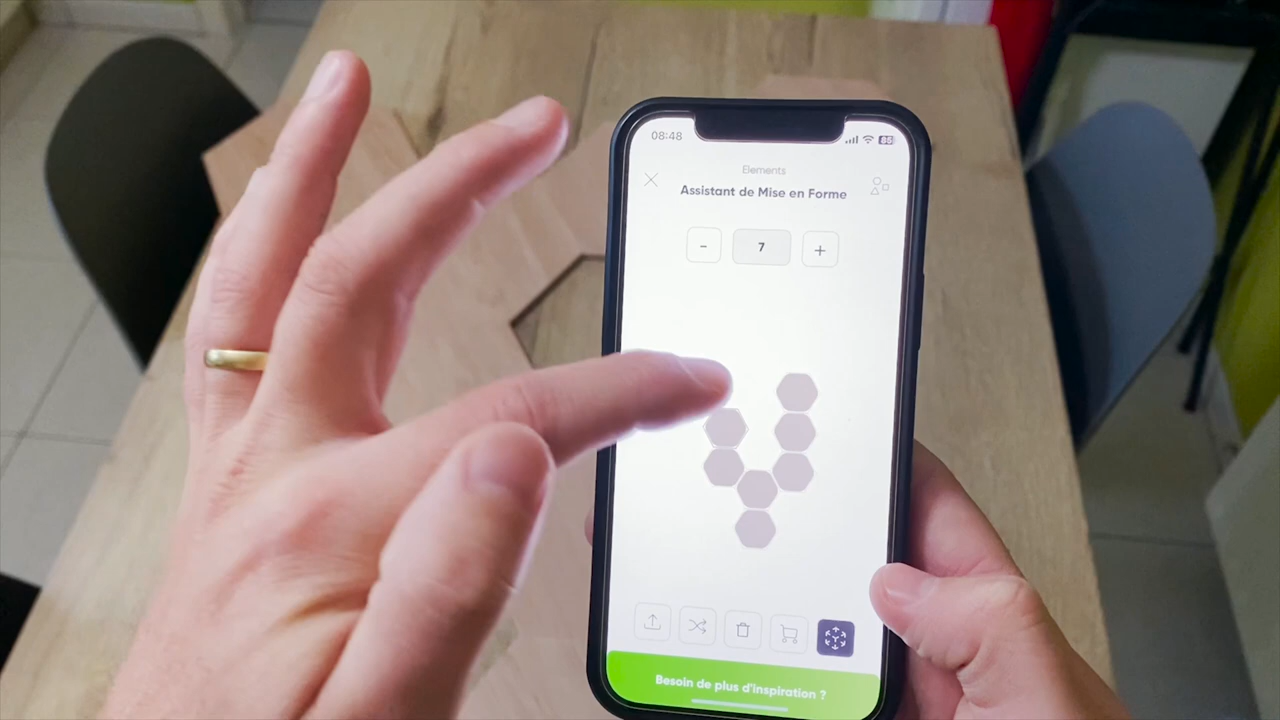 08:48
Elements
Assistant de Mise en Forme
- 7 +
Besoin de plus d'inspiration ?